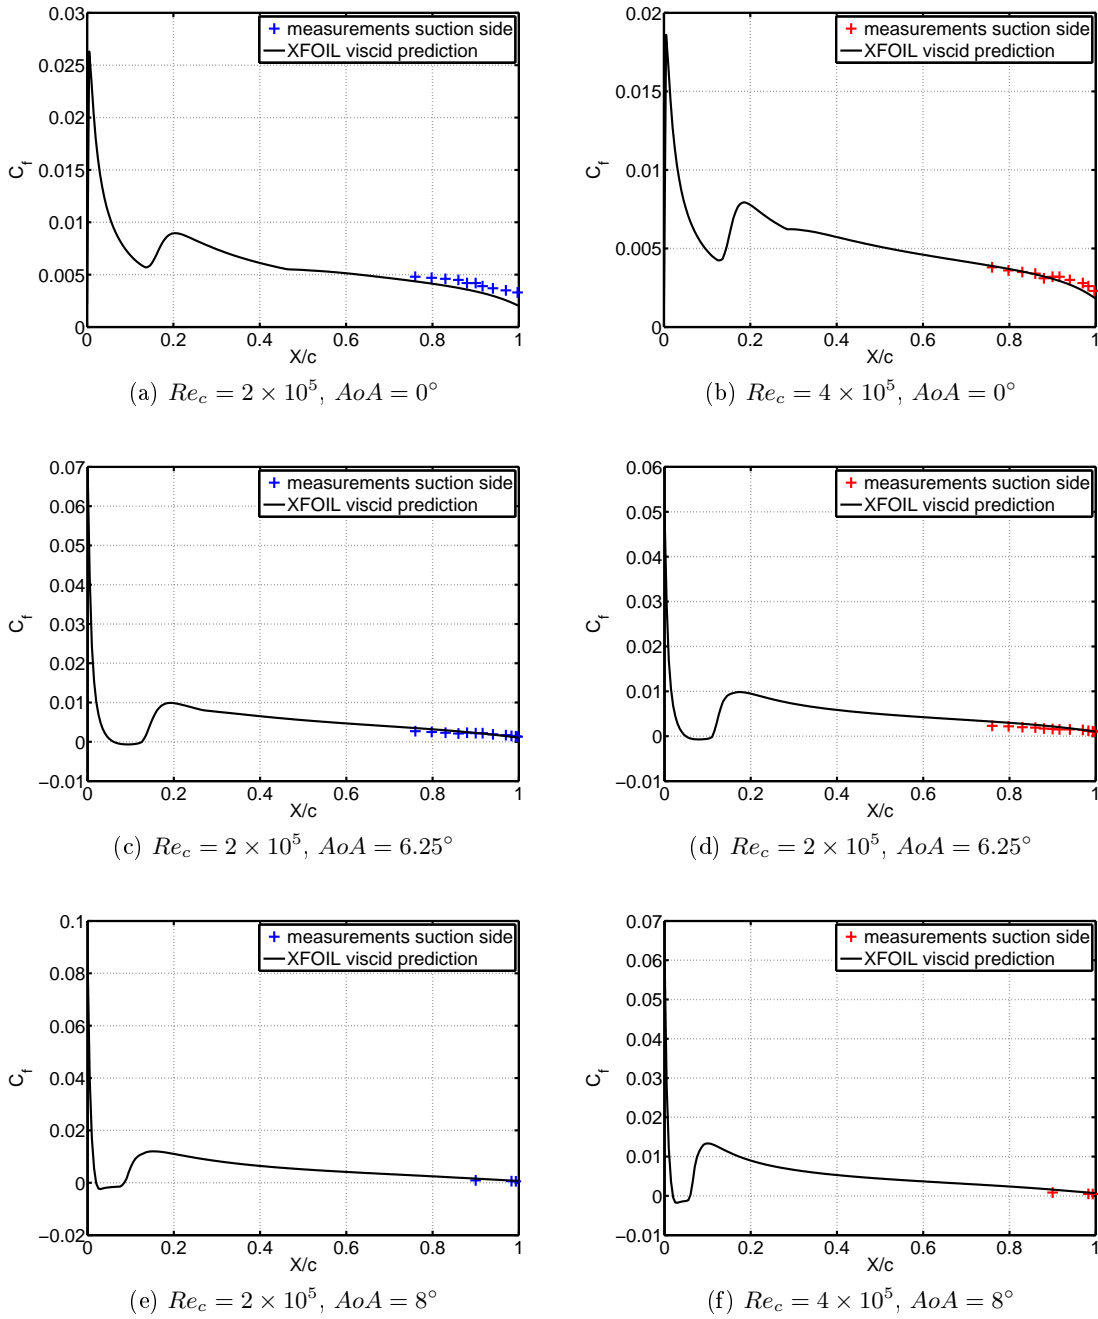 0.03
0.025
0.02
0.015
0.01
0.005
0
C_f
0 0.2 0.4 0.6 0.8 1
X/c
measurements suction side
XFOIL viscid prediction
(a) Re_c = 2 × 10^5, AoA = 0°
0.02
0.015
0.01
0.005
0
C_f
0 0.2 0.4 0.6 0.8 1
X/c
measurements suction side
XFOIL viscid prediction
(b) Re_c = 4 × 10^5, AoA = 0°
0.07
0.06
0.05
0.04
0.03
0.02
0.01
0
−0.01
C_f
0 0.2 0.4 0.6 0.8 1
X/c
measurements suction side
XFOIL viscid prediction
(c) Re_c = 2 × 10^5, AoA = 6.25°
0.06
0.05
0.04
0.03
0.02
0.01
0
−0.01
C_f
0 0.2 0.4 0.6 0.8 1
X/c
measurements suction side
XFOIL viscid prediction
(d) Re_c = 2 × 10^5, AoA = 6.25°
0.1
0.08
0.06
0.04
0.02
0
−0.02
C_f
0 0.2 0.4 0.6 0.8 1
X/c
measurements suction side
XFOIL viscid prediction
(e) Re_c = 2 × 10^5, AoA = 8°
0.07
0.06
0.05
0.04
0.03
0.02
0.01
0
−0.01
C_f
0 0.2 0.4 0.6 0.8 1
X/c
measurements suction side
XFOIL viscid prediction
(f) Re_c = 4 × 10^5, AoA = 8°